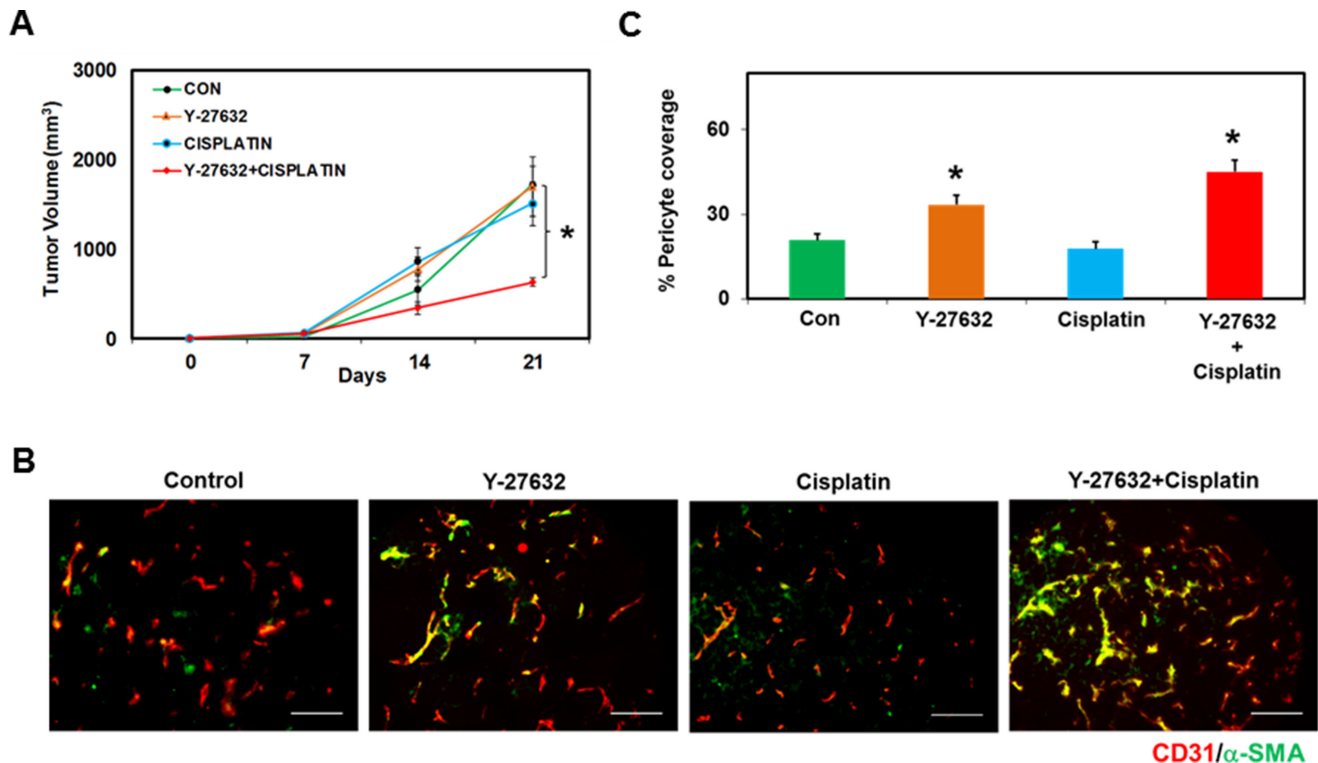 A
Tumor Volume (mm³)
3000
2000
1000
0
CON
Y-27632
CISPLATIN
Y-27632+CISPLATIN
*
0 7 14 21
Days
C
% Pericyte coverage
60
30
0
*
*
Con Y-27632 Cisplatin Y-27632
+
Cisplatin
B
Control Y-27632 Cisplatin Y-27632+Cisplatin
CD31/α-SMA